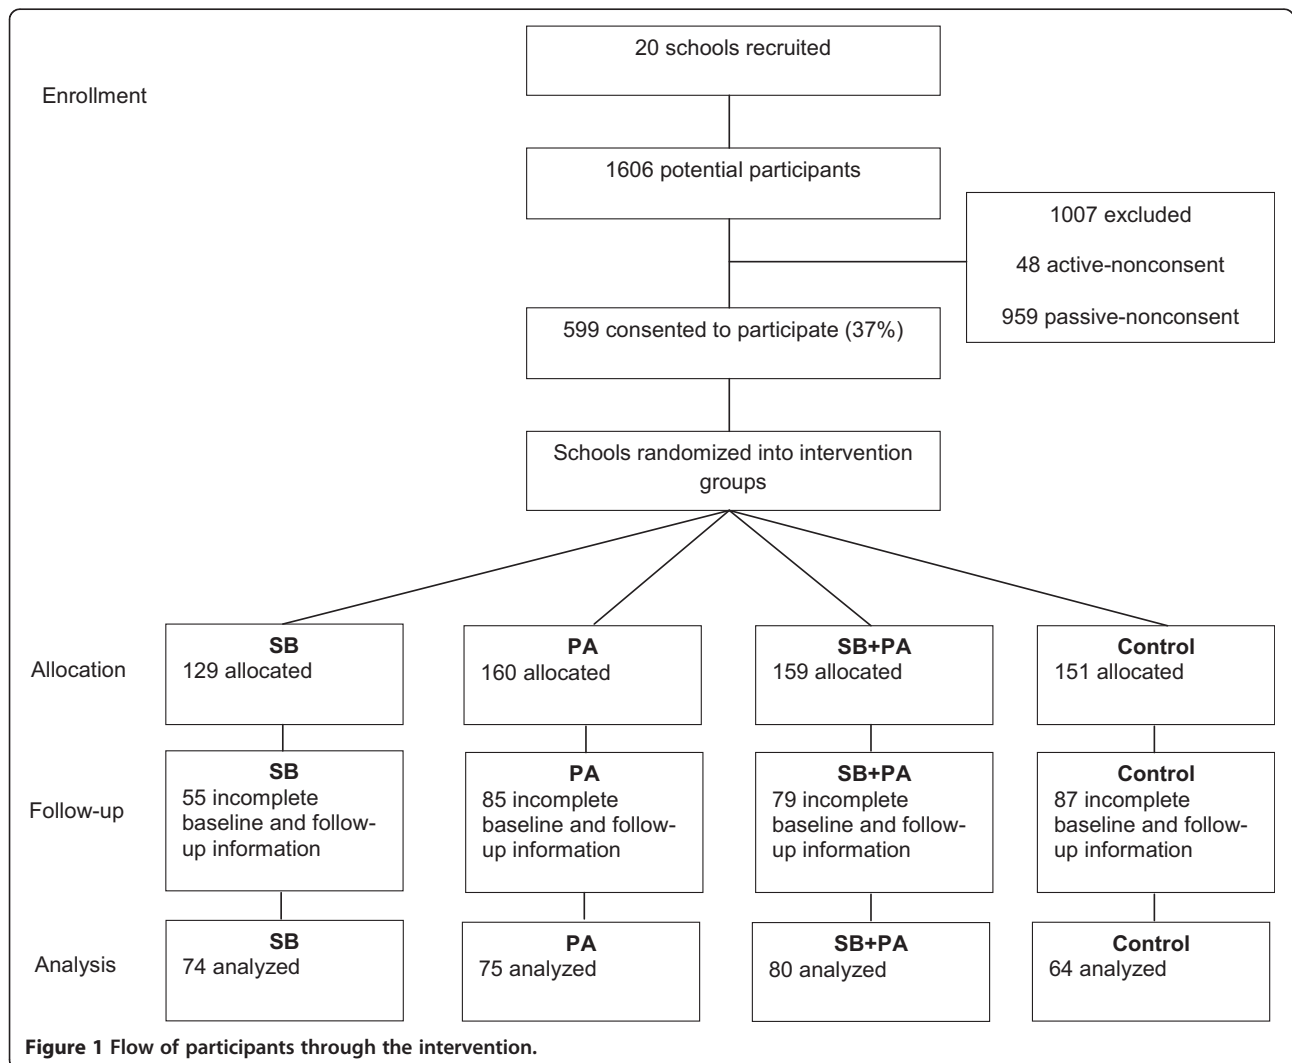 20 schools recruited
Enrollment
1606 potential participants
1007 excluded
48 active-nonconsent
959 passive-nonconsent
599 consented to participate (37%)
Schools randomized into intervention
groups
Allocation
SB
129 allocated
PA
160 allocated
SB+PA
159 allocated
Control
151 allocated
Follow-up
SB
55 incomplete
baseline and follow-
up information
PA
85 incomplete
baseline and follow-
up information
SB+PA
79 incomplete
baseline and follow-
up information
Control
87 incomplete
baseline and follow-
up information
Analysis
SB
74 analyzed
PA
75 analyzed
SB+PA
80 analyzed
Control
64 analyzed
Figure 1 Flow of participants through the intervention.